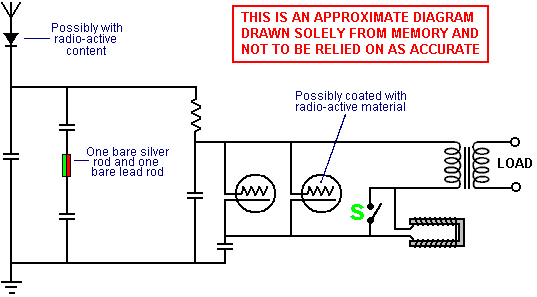 THIS IS AN APPROXIMATE DIAGRAM
DRAWN SOLELY FROM MEMORY AND
NOT TO BE RELIED ON AS ACCURATE
Possibly with
radio-active
content
Possibly coated with
radio-active material
One bare silver
rod and one
bare lead rod
LOAD
S